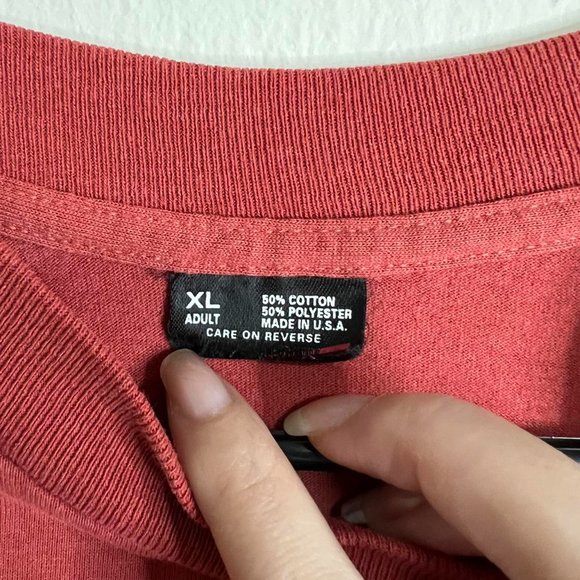 XL
ADULT
50% COTTON
50% POLYESTER
MADE IN U.S.A.
CARE ON REVERSE